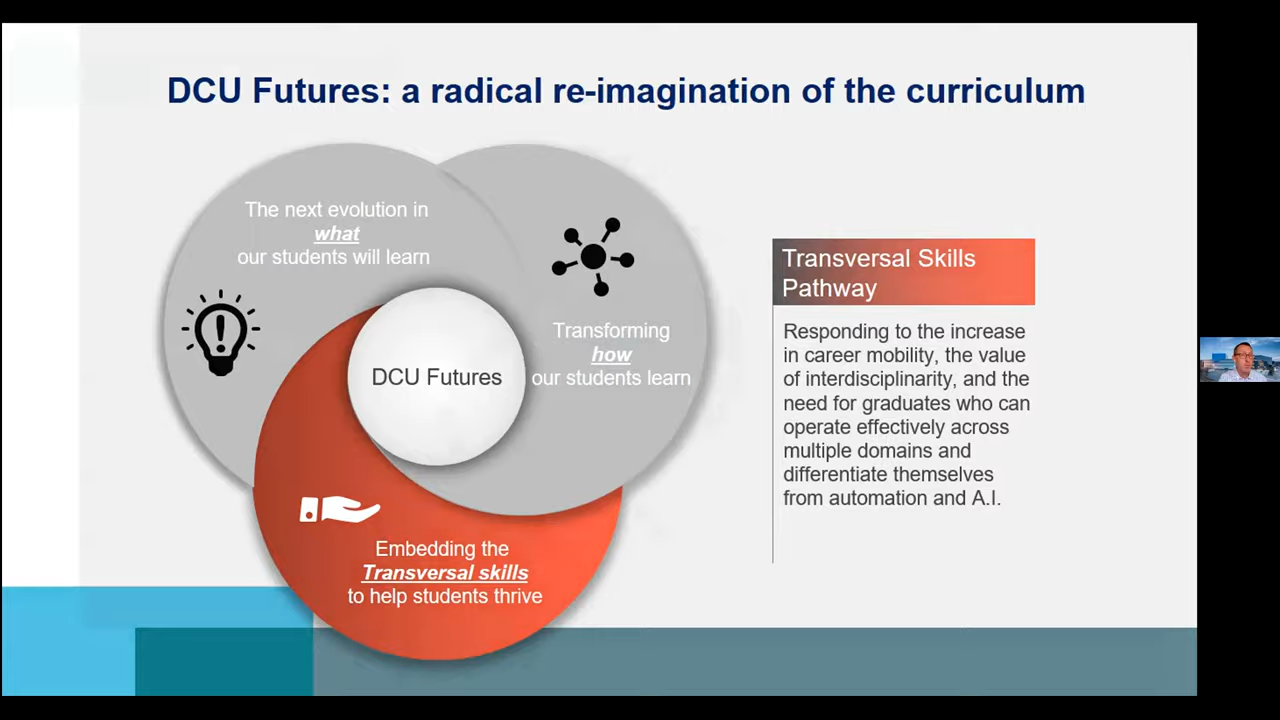 DCU Futures: a radical re-imagination of the curriculum
The next evolution in
what
our students will learn
Transforming
how
our students learn
DCU Futures
Embedding the
Transversal skills
to help students thrive
Transversal Skills
Pathway
Responding to the increase
in career mobility, the value
of interdisciplinarity, and the
need for graduates who can
operate effectively across
multiple domains and
differentiate themselves
from automation and A.I.